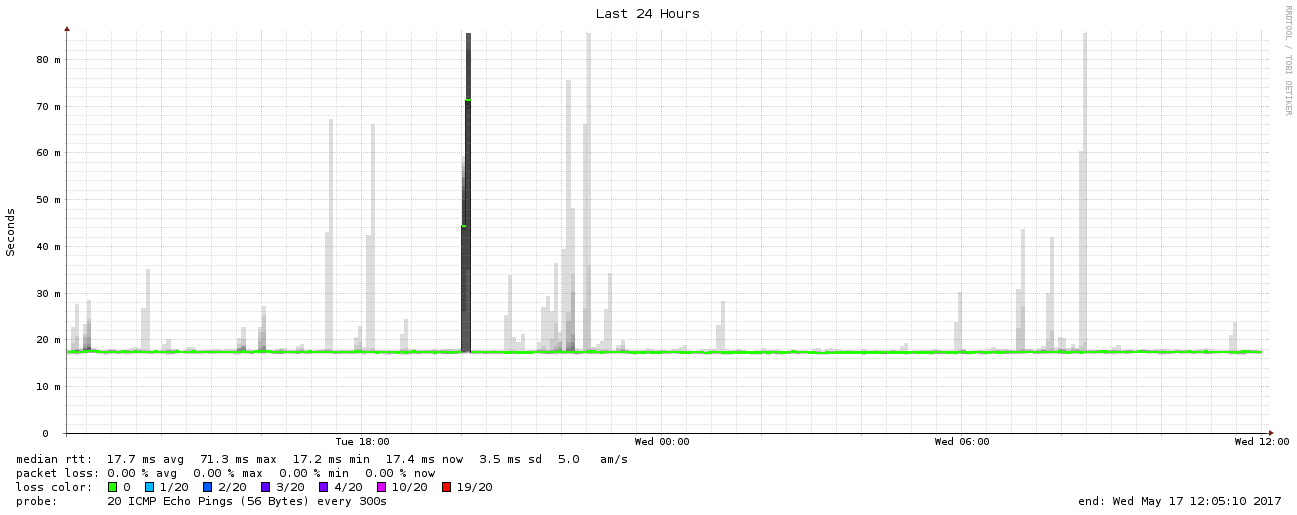 Last 24 Hours
RRDTOOL / TOBI OETIKER
Seconds
80 m
70 m
60 m
50 m
40 m
30 m
20 m
10 m
0
Tue 18:00 Wed 00:00 Wed 06:00 Wed 12:00
median rtt: 17.7 ms avg 71.3 ms max 17.2 ms min 17.4 ms now 3.5 ms sd 5.0 am/s
packet loss: 0.00 % avg 0.00 % max 0.00 % min 0.00 % now
loss color: 0 1/20 2/20 3/20 4/20 10/20 19/20
probe: 20 ICMP Echo Pings (56 Bytes) every 300s end: Wed May 17 12:05:10 2017